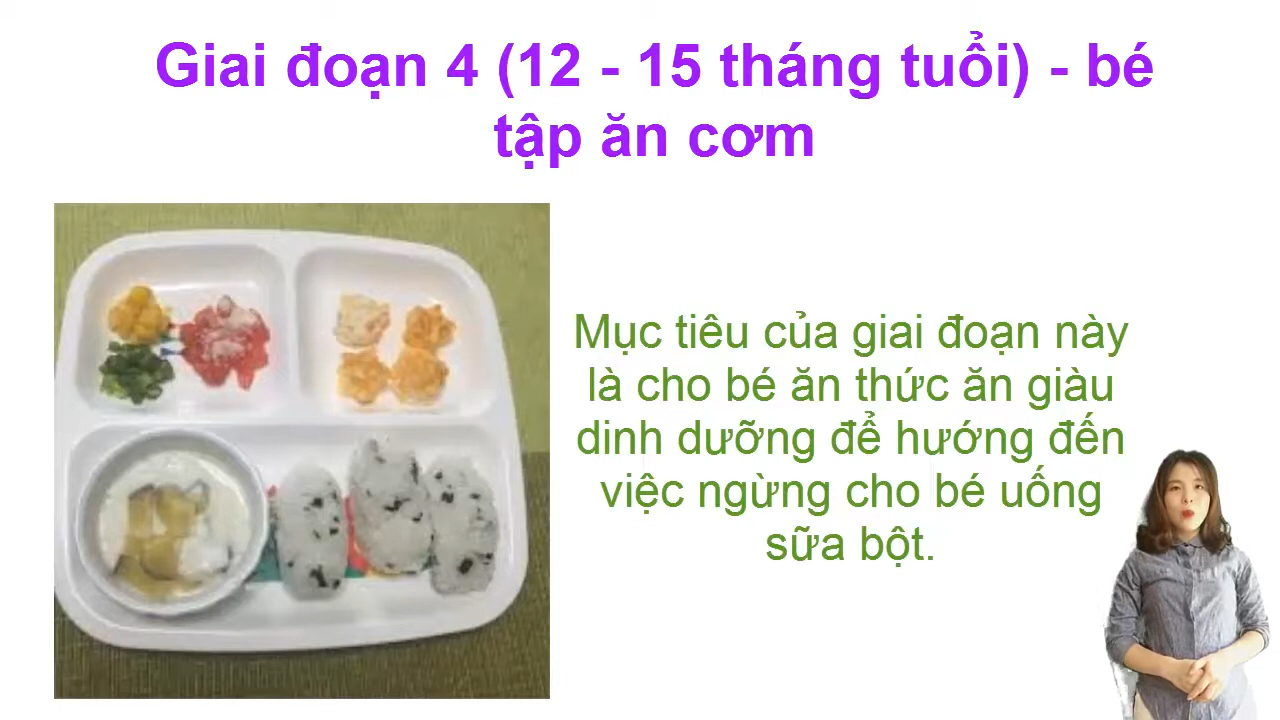 Giai đoạn 4 (12 - 15 tháng tuổi) - bé
tập ăn cơm
Mục tiêu của giai đoạn này
là cho bé ăn thức ăn giàu
dinh dưỡng để hướng đến
việc ngừng cho bé uống
sữa bột.